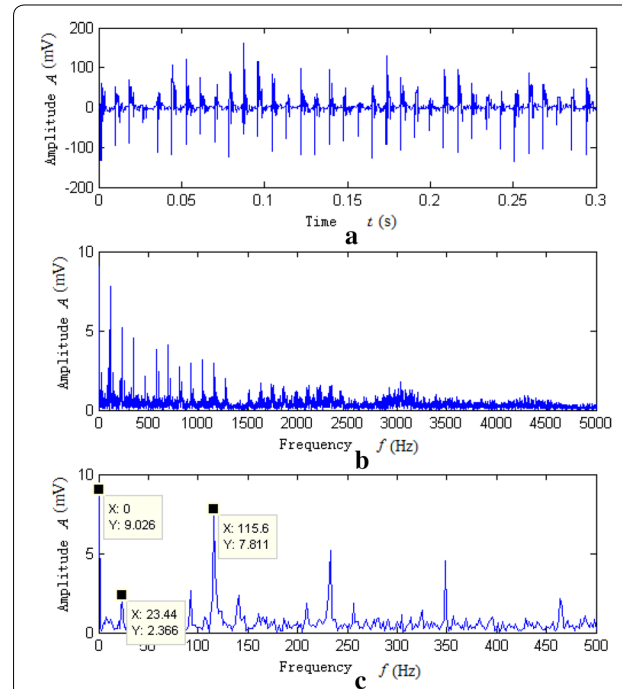 200
100
0
-100
-200
Amplitude A (mV)
0 0.05 0.1 0.15 0.2 0.25 0.3
Time t (s)
a
10
5
0
Amplitude A (mV)
0 500 1000 1500 2000 2500 3000 3500 4000 4500 5000
Frequency f (Hz)
b
10
5
0
Amplitude A (mV)
X: 0
Y: 9.026
X: 115.6
Y: 7.811
X: 23.44
Y: 2.366
0 50 100 150 200 250 300 350 400 450 500
Frequency f (Hz)
c